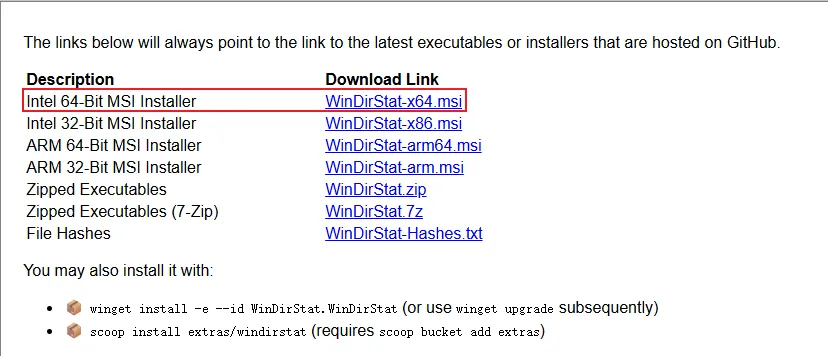 The links below will always point to the link to the latest executables or installers that are hosted on GitHub.
Description Download Link
Intel 64-Bit MSI Installer WinDirStat-x64.msi
Intel 32-Bit MSI Installer WinDirStat-x86.msi
ARM 64-Bit MSI Installer WinDirStat-arm64.msi
ARM 32-Bit MSI Installer WinDirStat-arm.msi
Zipped Executables WinDirStat.zip
Zipped Executables (7-Zip) WinDirStat.7z
File Hashes WinDirStat-Hashes.txt
You may also install it with:
• winget install -e --id WinDirStat.WinDirStat (or use winget upgrade subsequently)
• scoop install extras/windirstat (requires scoop bucket add extras)